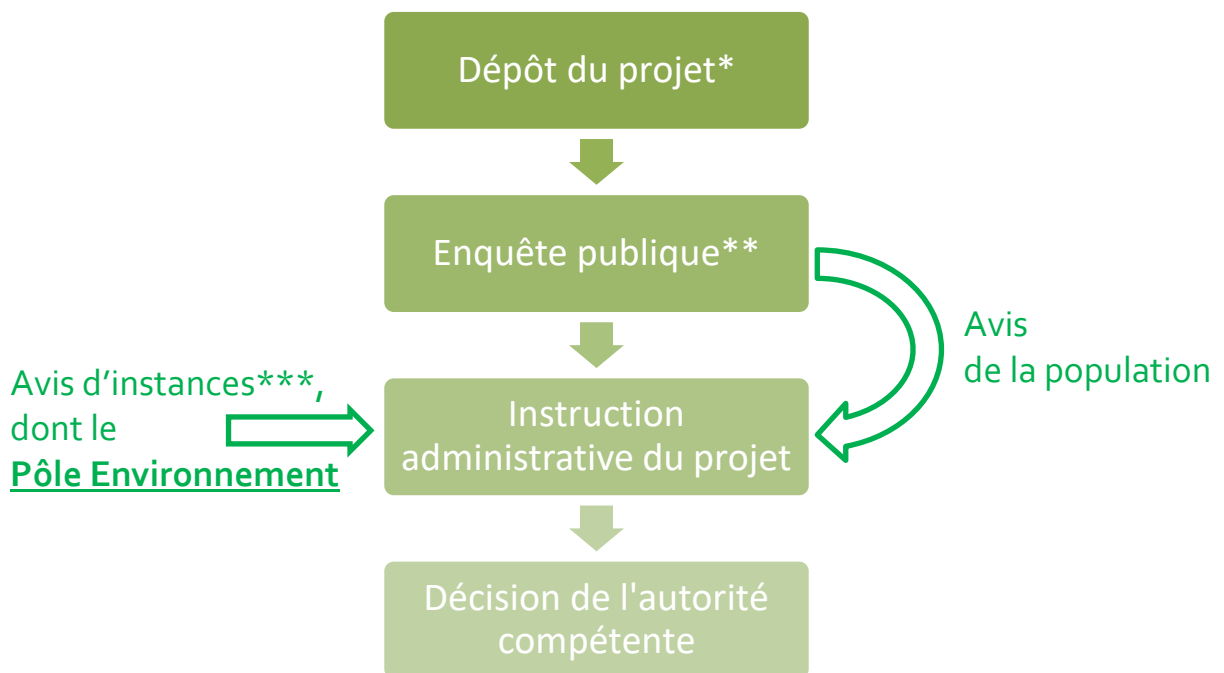 Dépôt du projet*
Enquête publique**
Avis
de la population
Avis d’instances***,
dont le
Pôle Environnement
Instruction
administrative du projet
Décision de l'autorité
compétente